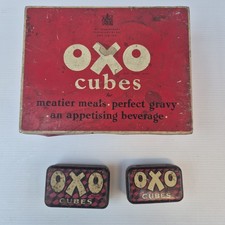 OXO
cubes
for
meatier meals · perfect gravy
· an appetising beverage ·
OXO
CUBES
OXO
CUBES